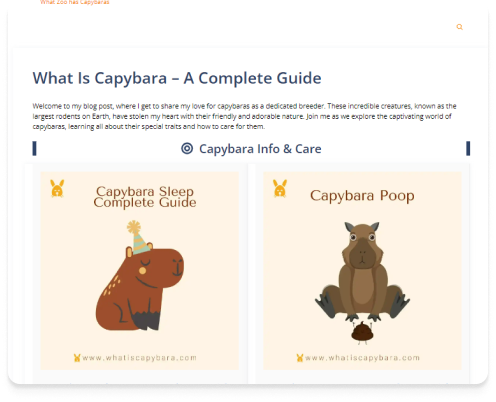 What Zoo has Capybaras
What Is Capybara – A Complete Guide
Welcome to my blog post, where I get to share my love for capybaras as a dedicated breeder. These incredible creatures, known as the
largest rodents on Earth, have stolen my heart with their friendly and adorable nature. Join me as we explore the captivating world of
capybaras, learning all about their special traits and how to care for them.
Capybara Info & Care
Capybara Sleep
Complete Guide
www.whatiscapybara.com
Capybara Poop
www.whatiscapybara.com